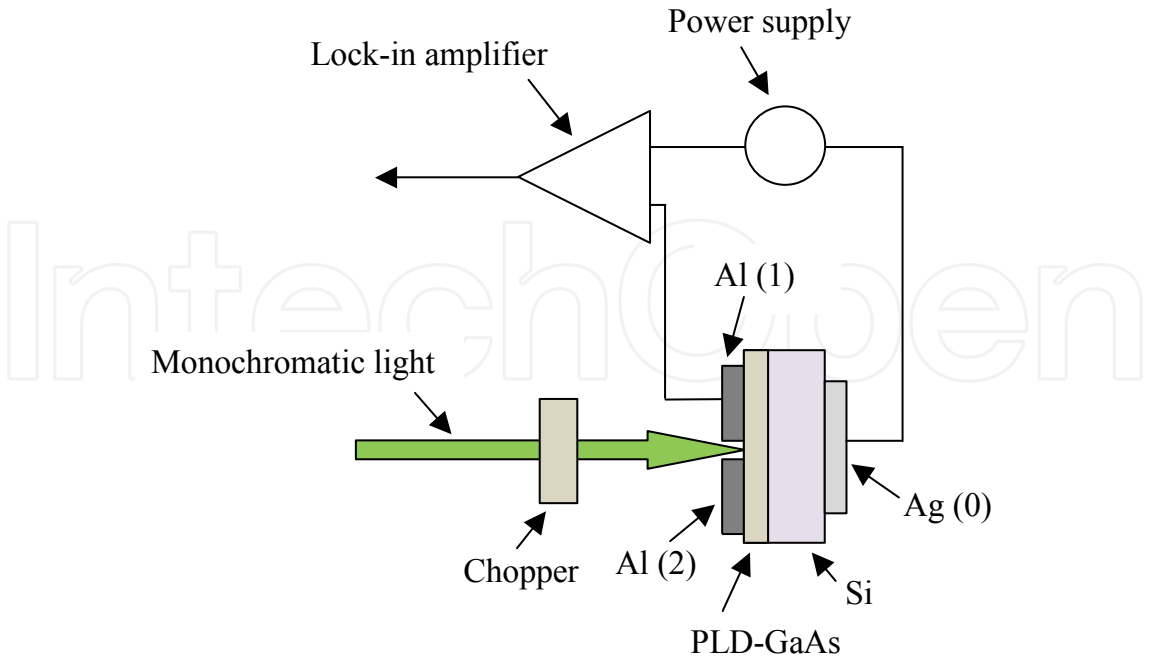 Power supply
Lock-in amplifier
IntechOpen
Al (1)
Monochromatic light
Ag (0)
Al (2)
Chopper
Si
PLD-GaAs